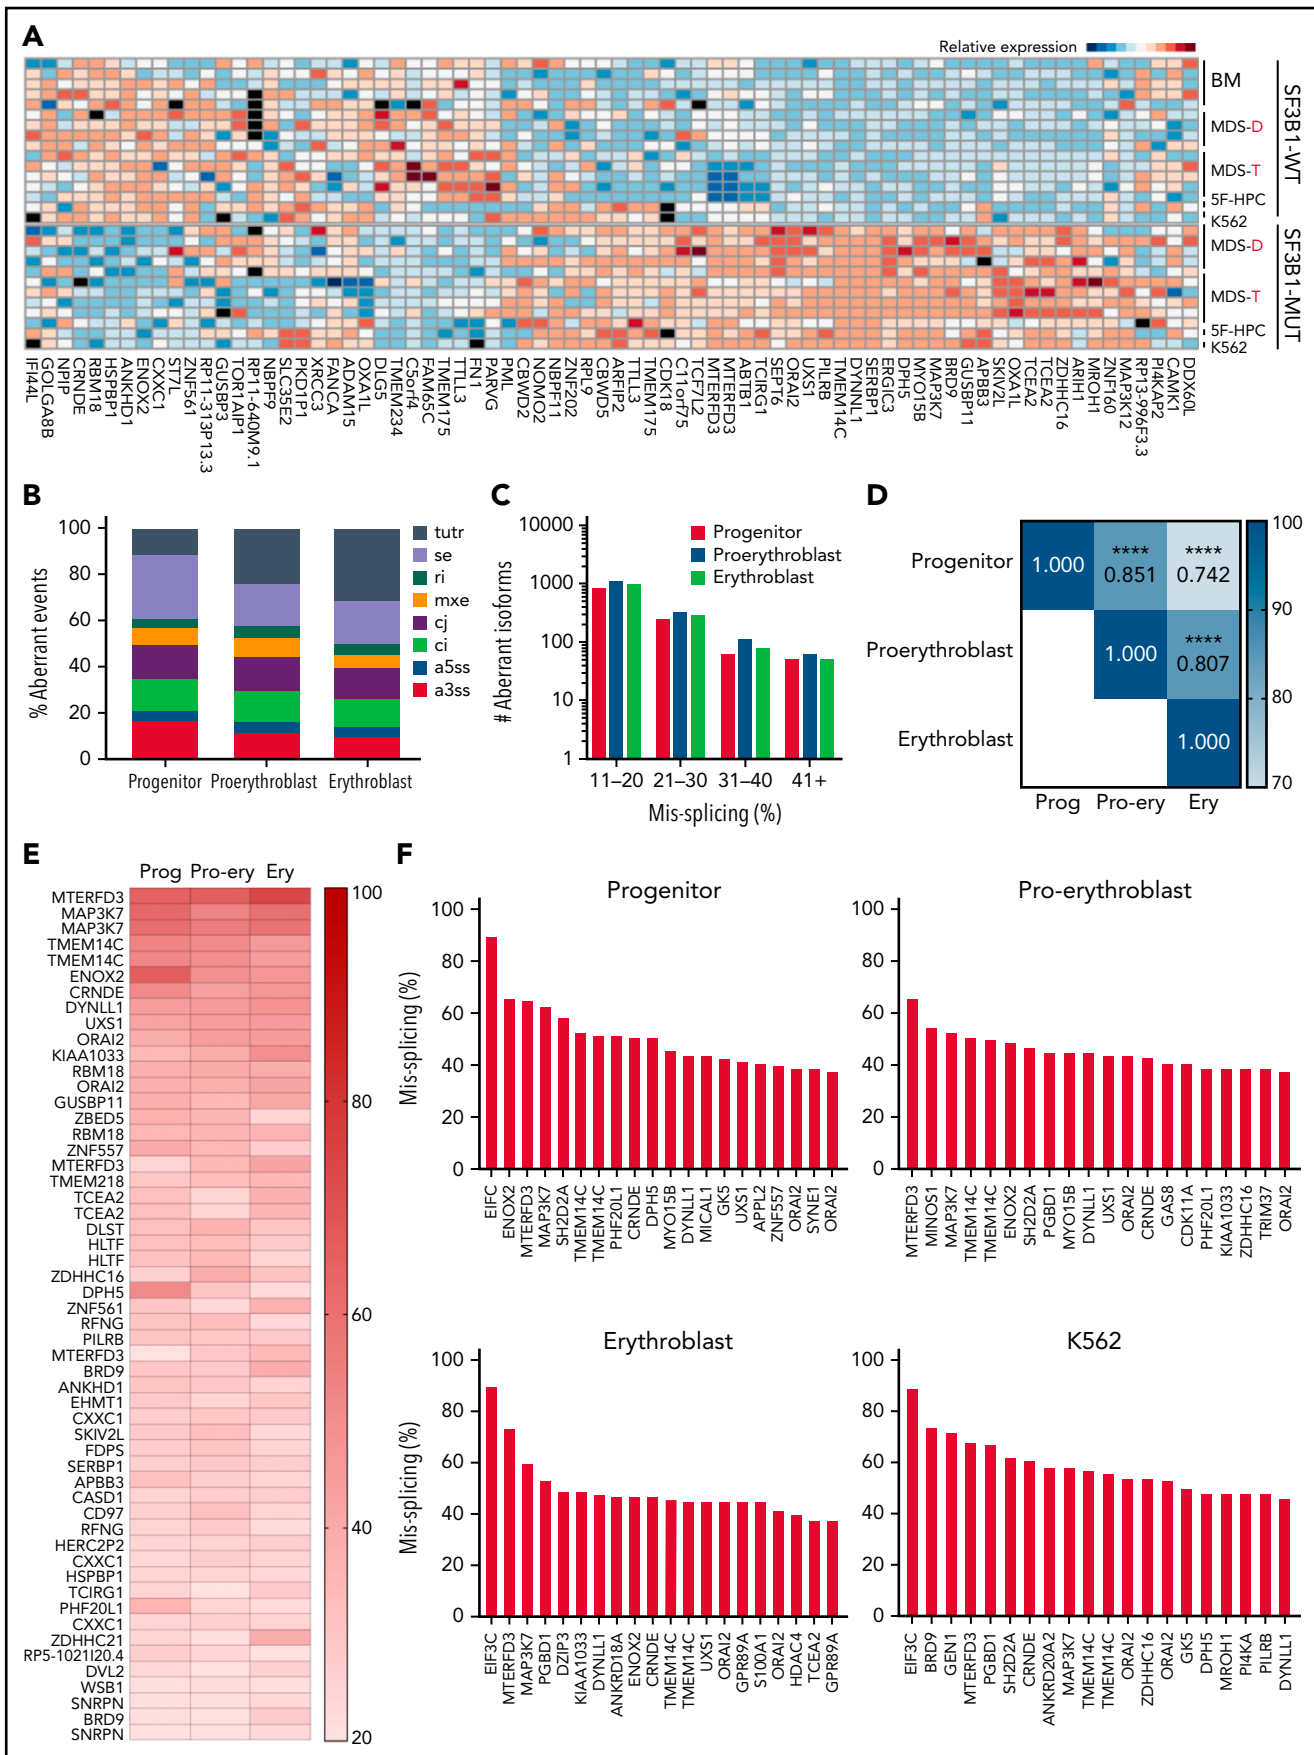 A
Relative expression
BM
MDS-D
MDS-T
5F-HPC
K562
MDS-D
MDS-T
5F-HPC
K562
SF3B1-WT
SF3B1-MUT
IFI44L
GOLGA8B
NPIP
CRNDE
RBM18
HSPBP1
ANKHD1
ENOX2
CXXC1
ST7L
ZNF561
RP11-313P13.3
GUSBP3
TOR1AIP1
RP11-640M9.1
NBPF9
SLC35E2
PKD1P1
XRCC3
FANCA
ADAM15
OXA1L
DLG5
TMEM234
C5orf4
FAM65C
TMEM175
TTLL3
FN1
PARVG
PML
CBWD2
NOMO2
NBPF11
ZNF202
RPL9
CBWD5
ARFIP2
TTLL3
TMEM175
CDK18
C11orf75
TCF7L2
MTERFD3
MTERFD3
ABTB1
TCIRG1
SEPT6
ORAI2
UXS1
PILRB
TMEM14C
DYNNL1
SERBP1
ERGIC3
DPH5
MYO15B
MAP3K7
BRD9
GUSBP11
APBB3
SKIV2L
OXA1L
TCEA2
TCEA2
ZDHHC16
ARIH1
MROH1
ZNF160
MAP3K12
RP13-996F3.3
PI4KAP2
CAMK1
DDX60L
B
% Aberrant events
100
80
60
40
20
0
Progenitor
Proerythroblast
Erythroblast
tutr
se
ri
mxe
cj
ci
a5ss
a3ss
C
# Aberrant isoforms
10000
1000
100
10
1
Progenitor
Proerythroblast
Erythroblast
11–20
21–30
31–40
41+
Mis-splicing (%)
D
Progenitor
Proerythroblast
Erythroblast
1.000
****
0.851
****
0.742
1.000
****
0.807
1.000
Prog
Pro-ery
Ery
100
90
80
70
E
Prog
Pro-ery
Ery
MTERFD3
MAP3K7
MAP3K7
TMEM14C
TMEM14C
ENOX2
CRNDE
DYNLL1
UXS1
ORAI2
KIAA1033
RBM18
ORAI2
GUSBP11
ZBED5
RBM18
ZNF557
MTERFD3
TMEM218
TCEA2
TCEA2
DLST
HLTF
HLTF
ZDHHC16
DPH5
ZNF561
RFNG
PILRB
MTERFD3
BRD9
ANKHD1
EHMT1
CXXC1
SKIV2L
FDPS
SERBP1
APBB3
CASD1
CD97
RFNG
HERC2P2
CXXC1
HSPBP1
TCIRG1
PHF20L1
CXXC1
ZDHHC21
RP5-1021I20.4
DVL2
WSB1
SNRPN
BRD9
SNRPN
100
80
60
40
20
F
Progenitor
Mis-splicing (%)
100
80
60
40
20
0
EIFC
ENOX2
MTERFD3
MAP3K7
SH2D2A
TMEM14C
TMEM14C
PHF20L1
CRNDE
DPH5
MYO15B
DYNLL1
MICAL1
GK5
UXS1
APPL2
ZNF557
ORAI2
SYNE1
ORAI2
Pro-erythroblast
100
80
60
40
20
0
MTERFD3
MINOS1
MAP3K7
TMEM14C
TMEM14C
ENOX2
SH2D2A
PGBD1
MYO15B
DYNLL1
UXS1
ORAI2
CRNDE
GAS8
CDK11A
PHF20L1
KIAA1033
ZDHHC16
TRIM37
ORAI2
Erythroblast
Mis-splicing (%)
100
80
60
40
20
0
EIF3C
MTERFD3
MAP3K7
PGBD1
DZIP3
KIAA1033
DYNLL1
ANKRD18A
ENOX2
CRNDE
TMEM14C
TMEM14C
UXS1
ORAI2
GPR89A
S100A1
ORAI2
HDAC4
TCEA2
GPR89A
K562
100
80
60
40
20
0
EIF3C
BRD9
GEN1
MTERFD3
PGBD1
SH2D2A
CRNDE
ANKRD20A2
MAP3K7
TMEM14C
TMEM14C
ORAI2
ZDHHC16
ORAI2
GK5
DPH5
MROH1
PI4KA
PILRB
DYNLL1